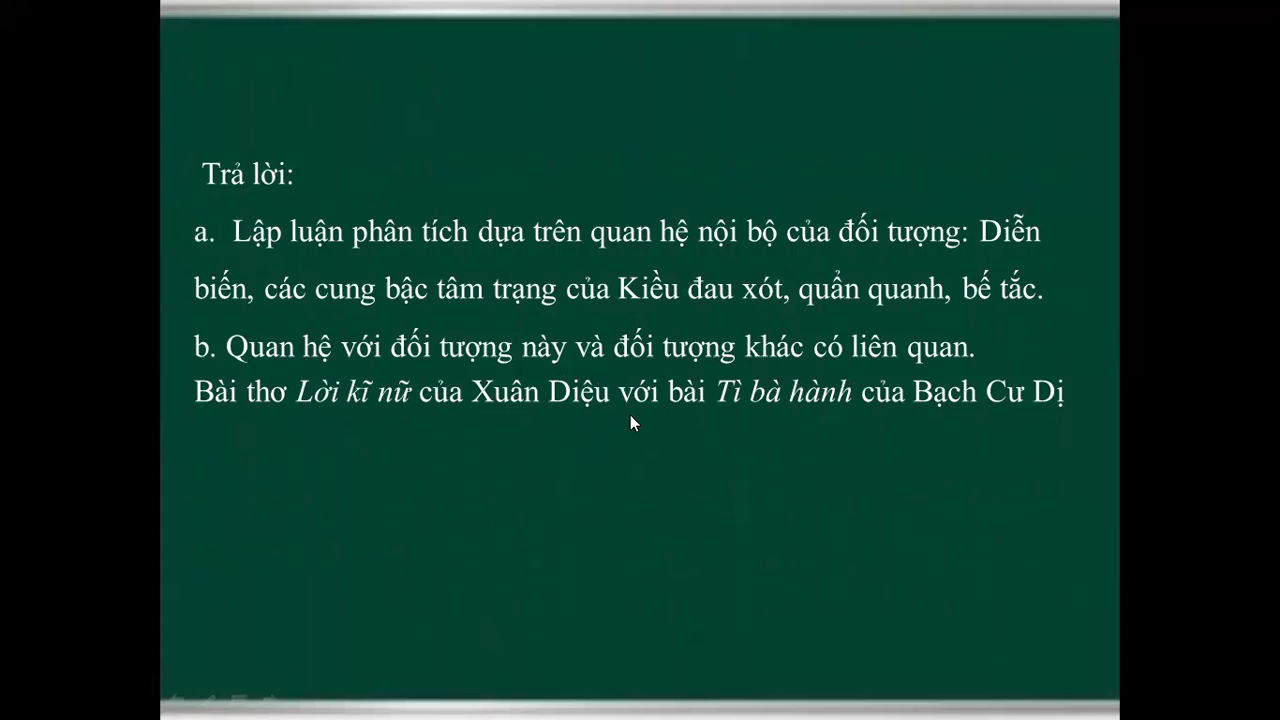 Trả lời:
a. Lập luận phân tích dựa trên quan hệ nội bộ của đối tượng: Diễn
biến, các cung bậc tâm trạng của Kiều đau xót, quẩn quanh, bế tắc.
b. Quan hệ với đối tượng này và đối tượng khác có liên quan.
Bài thơ Lời kĩ nữ của Xuân Diệu với bài Tì bà hành của Bạch Cư Dị